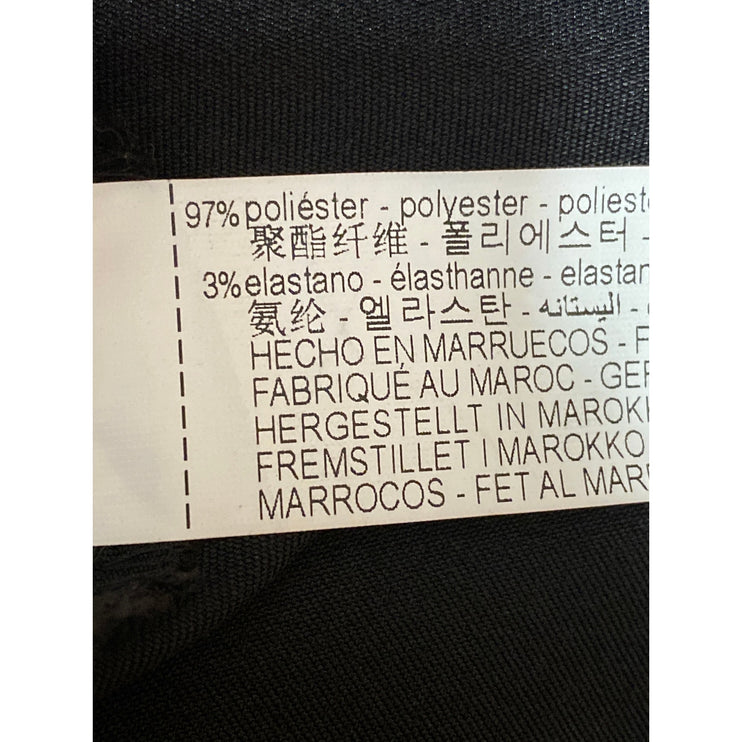 97% poliéster - polyester -
聚酯纤维 - 폴리에스터 -
3% elastano - élasthanne -
氨纶 - 엘라스탄 - اليستانه -
HECHO EN MARRUECOS -
FABRIQUÉ AU MAROC -
HERGESTELLT IN
FREMSTILLET I MAROKKO
MARROCOS - FET AL